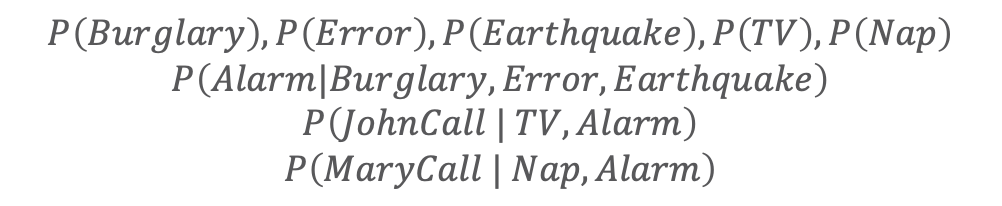 P(Burglary), P(Error), P(Earthquake), P(TV), P(Nap)
P(Alarm|Burglary, Error, Earthquake)
P(JohnCall | TV, Alarm)
P(MaryCall | Nap, Alarm)